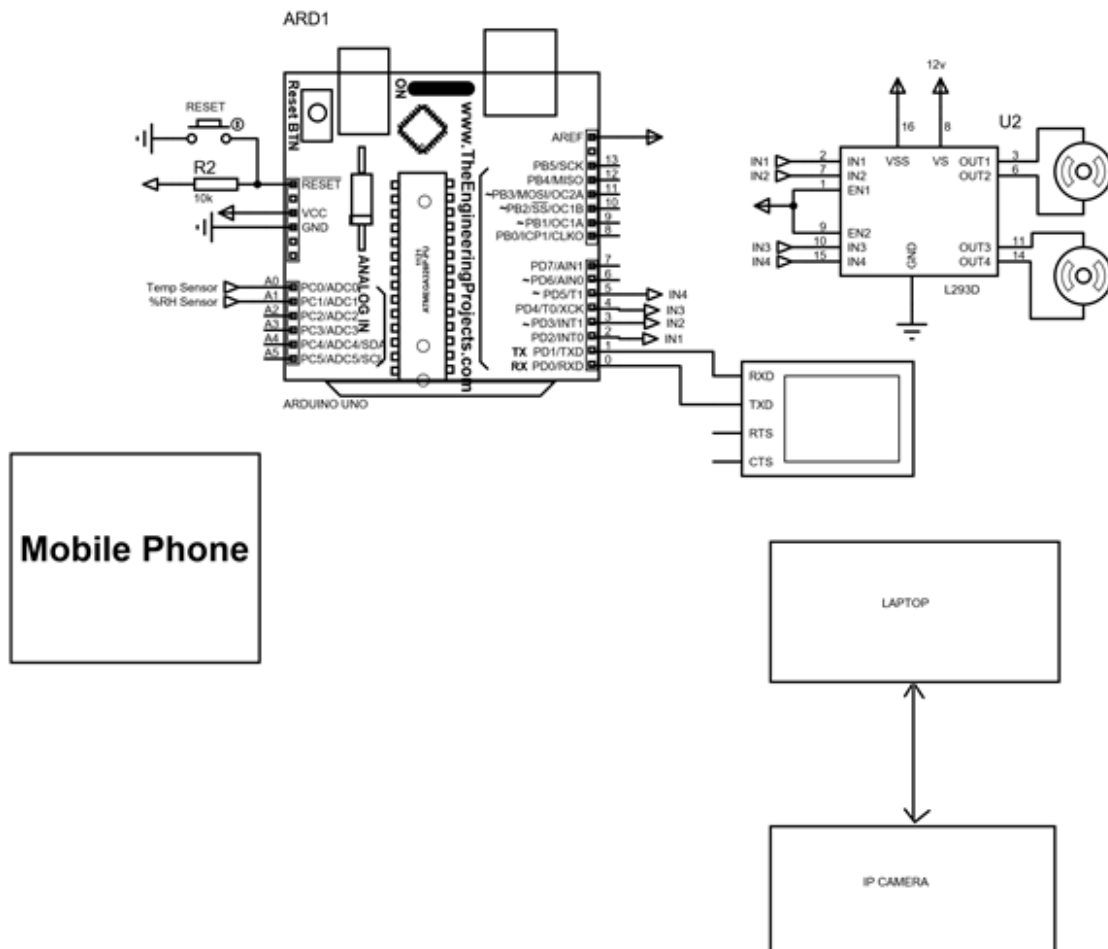 ARD1
Reset BTN
ON
www.TheEngineeringProjects.com
RESET
R2
10k
RESET
VCC
GND
AREF
PB5/SCK 13
PB4/MISO 12
~PB3/MOSI/OC2A 11
~PB2/SS/OC1B 10
~PB1/OC1A 9
PB0/ICP1/CLKO 8
PD7/AIN1 7
~PD6/AIN0 6
~PD5/T1 5 IN4
PD4/T0/XCK 4 IN3
~PD3/INT1 3 IN2
PD2/INT0 2 IN1
TX PD1/TXD 1
RX PD0/RXD 0
ANALOG IN
Temp Sensor A0 PC0/ADC0
%RH Sensor A1 PC1/ADC1
A2 PC2/ADC2
A3 PC3/ADC3
A4 PC4/ADC4/SDA
A5 PC5/ADC5/SCL
ARDUINO UNO
12v
16 8
U2
VSS VS
IN1 2 IN1 OUT1 3
IN2 7 IN2 OUT2 6
1 EN1
9 EN2
IN3 10 IN3 OUT3 11
IN4 15 IN4 OUT4 14
GND
L293D
RXD
TXD
RTS
CTS
Mobile Phone
LAPTOP
IP CAMERA